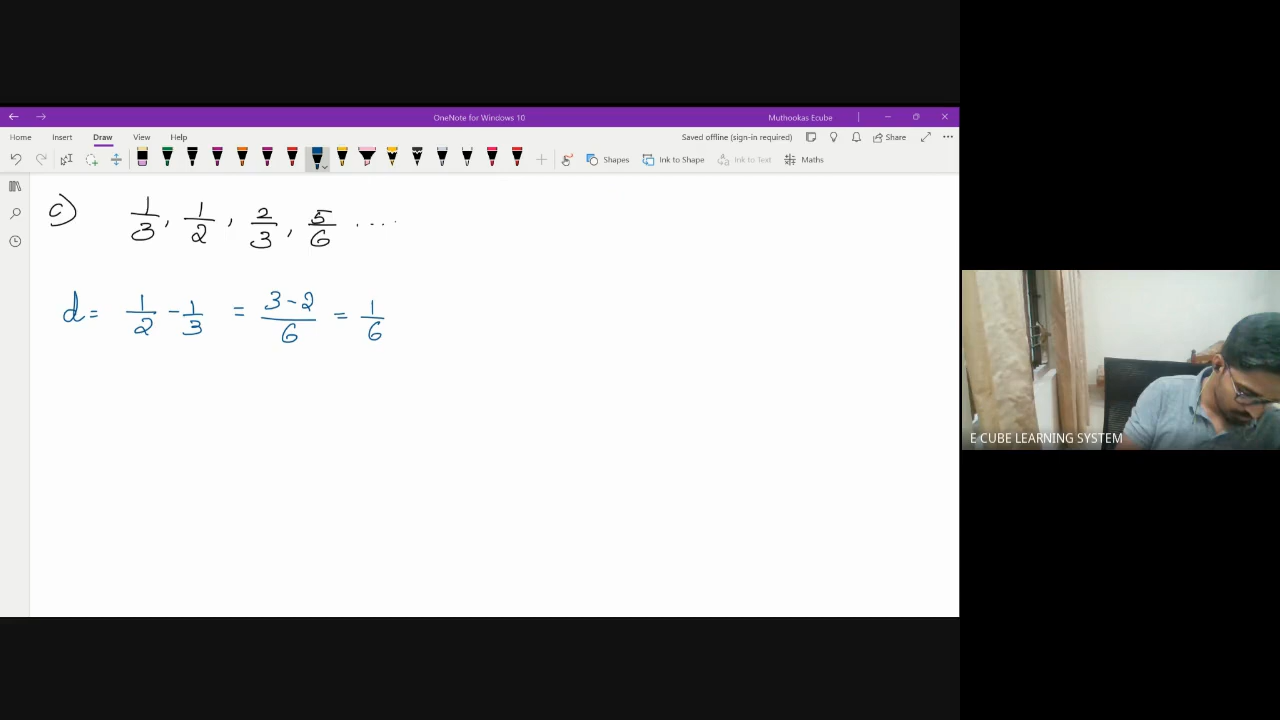 OneNote for Windows 10
Muthookas Ecube
Home Insert Draw View Help
Saved offline (sign-in required)
Share
Shapes
Ink to Shape
Ink to Text
Maths
c) 1/3, 1/2, 2/3, 5/6 ....
d = 1/2 - 1/3 = (3-2)/6 = 1/6
E CUBE LEARNING SYSTEM